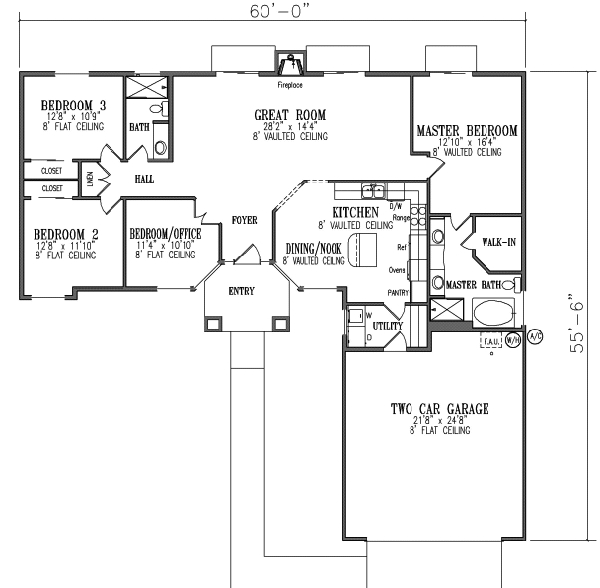 60'-0"
Fireplace
BEDROOM 3
12'8" x 10'9"
8' FLAT CEILING
GREAT ROOM
28'2" x 14'4"
8' VAULTED CEILING
BATH
MASTER BEDROOM
12'10" x 16'4"
8' VAULTED CEILING
CLOSET
LINEN
HALL
CLOSET
D/W
KITCHEN
8' VAULTED CEILING
Range
FOYER
BEDROOM 2
12'8" x 11'10"
BEDROOM/OFFICE
11'4" x 10'10"
8' FLAT CEILING
DINING/NOOK
8' VAULTED CEILING
Ref
WALK-IN
Ovens
ENTRY
PANTRY
MASTER BATH
W
D
UTILITY
F.A.U.
W/H
A/C
55'-6"
TWO CAR GARAGE
21'8" x 24'8"
8' FLAT CEILING